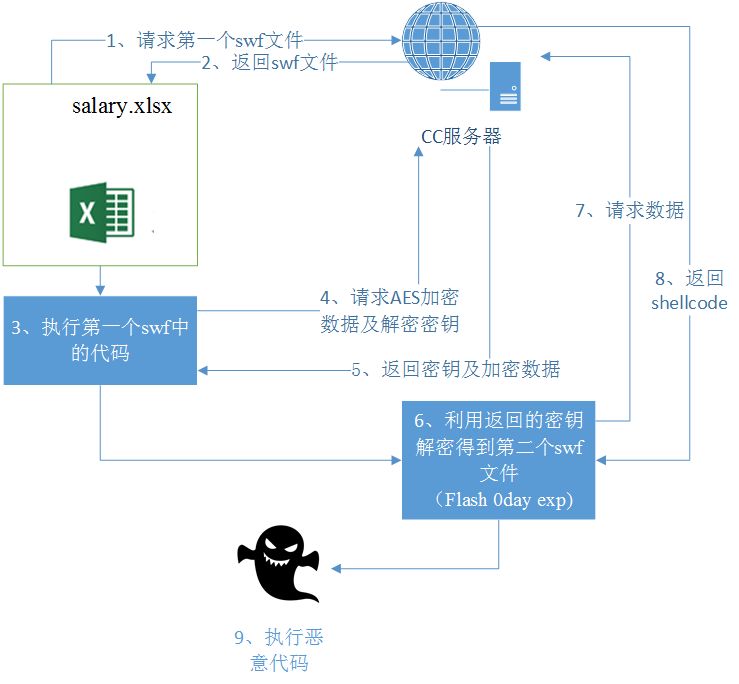 1、请求第一个swf文件
2、返回swf文件
salary.xlsx
X
CC服务器
7、请求数据
8、返回
shellcode
4、请求AES加密
数据及解密密钥
3、执行第一个swf中
的代码
5、返回密钥及加密数据
6、利用返回的密钥
解密得到第二个swf
文件
（Flash 0day exp)
9、执行恶
意代码